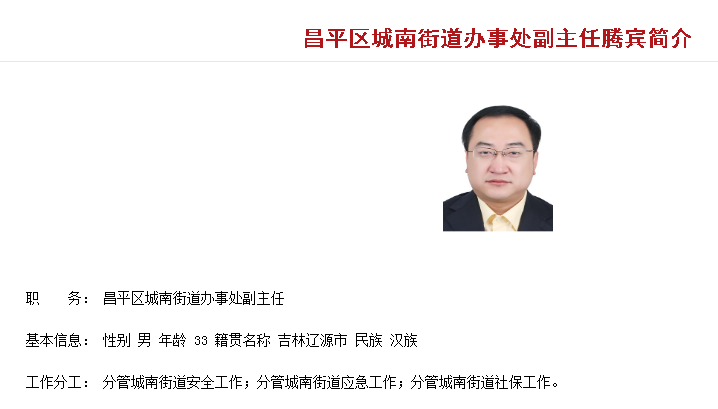 昌平区城南街道办事处副主任腾宾简介
职　　务： 昌平区城南街道办事处副主任
基本信息： 性别 男 年龄 33 籍贯名称 吉林辽源市 民族 汉族
工作分工： 分管城南街道安全工作；分管城南街道应急工作；分管城南街道社保工作。